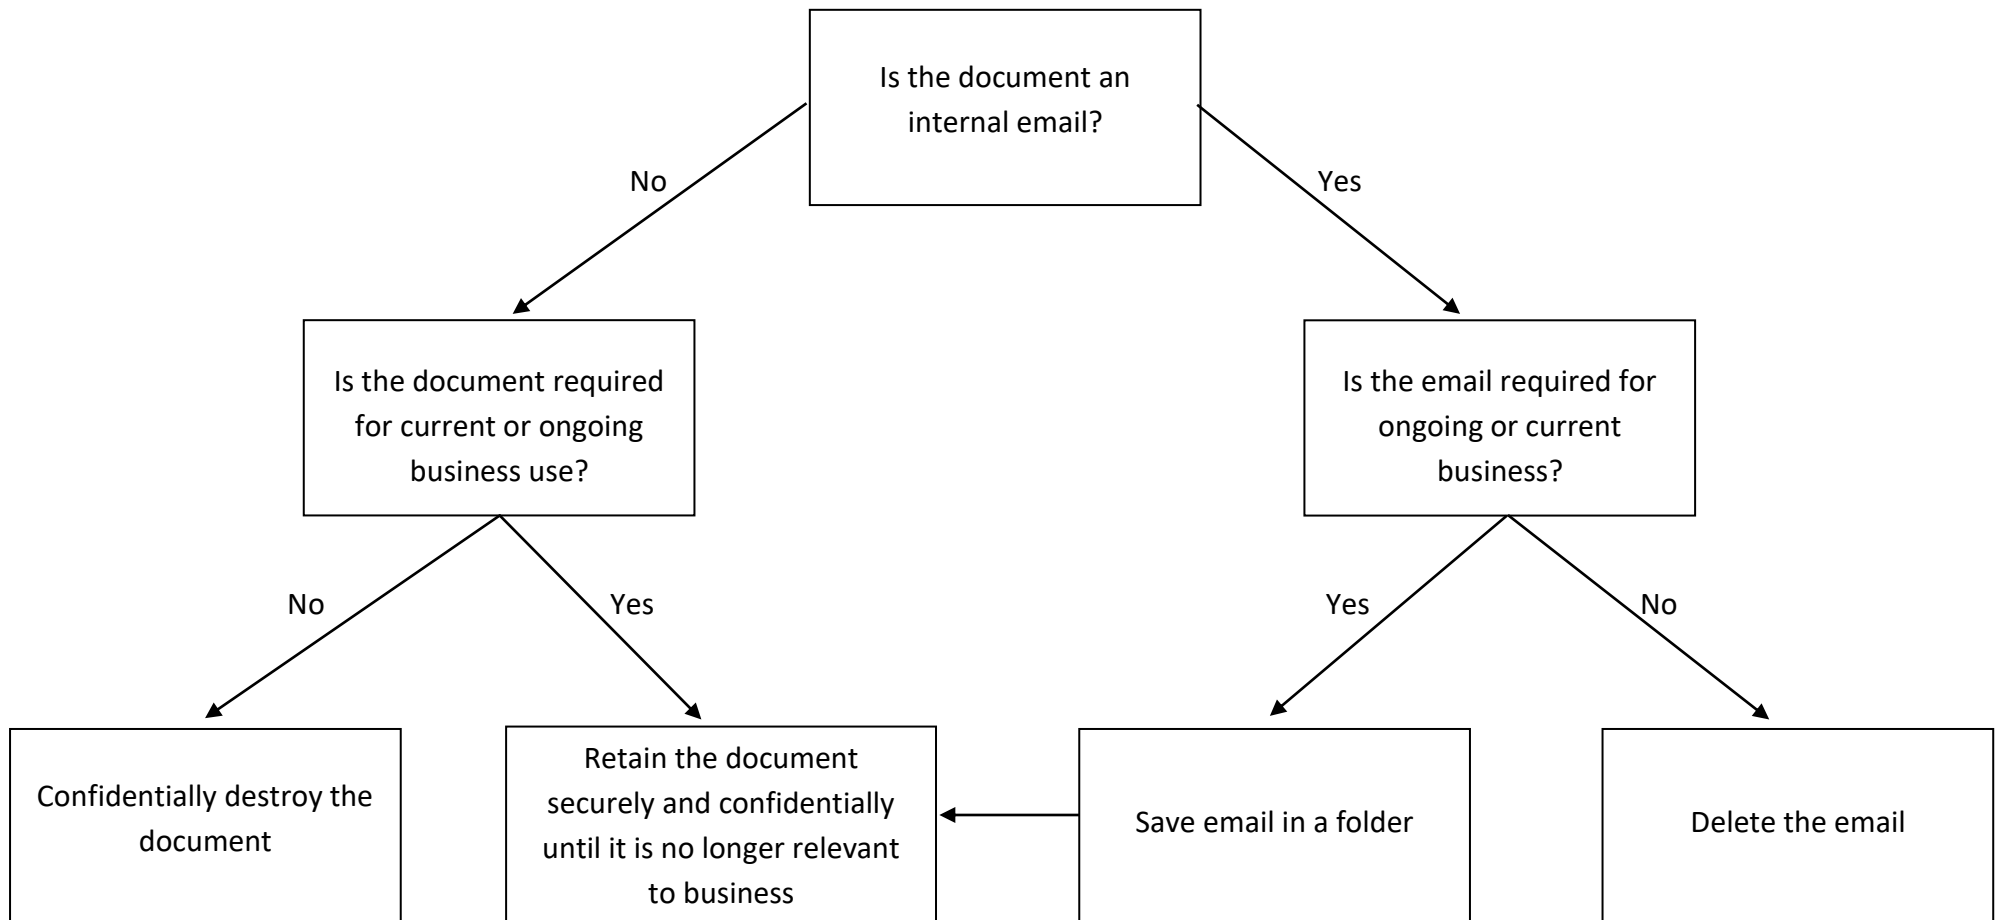 Is the document an
internal email?
No
Yes
Is the document required
for current or ongoing
business use?
Is the email required for
ongoing or current
business?
No
Yes
Yes
No
Confidentially destroy the
document
Retain the document
securely and confidentially
until it is no longer relevant
to business
Save email in a folder
Delete the email